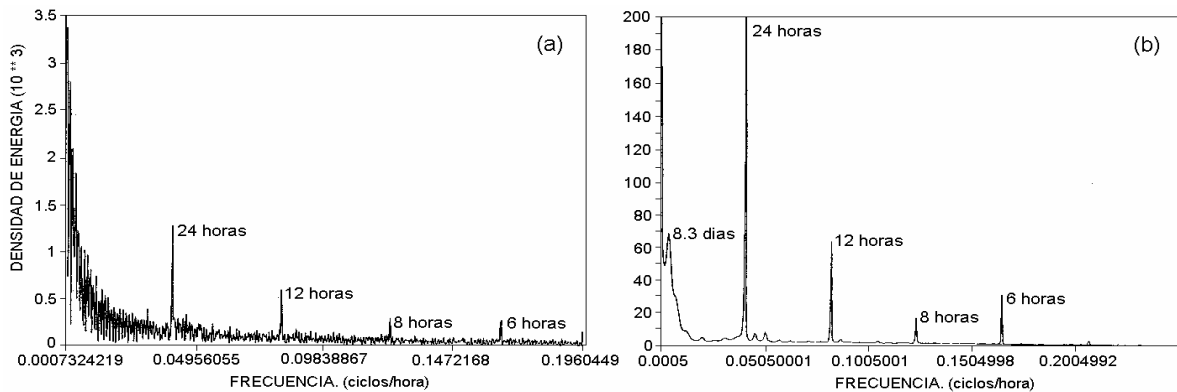 (a)
DENSIDAD DE ENERGIA (10 ** 3)
3.5
3
2.5
2
1.5
1
0.5
0
24 horas
12 horas
8 horas
6 horas
0.0007324219
0.04956055
0.09838867
0.1472168
0.1960449
FRECUENCIA. (ciclos/hora)
(b)
200
180
160
140
120
100
80
60
40
20
0
24 horas
8.3 dias
12 horas
8 horas
6 horas
0.0005
0.0505001
0.1005001
0.1504998
0.2004992
FRECUENCIA. (ciclos/hora)